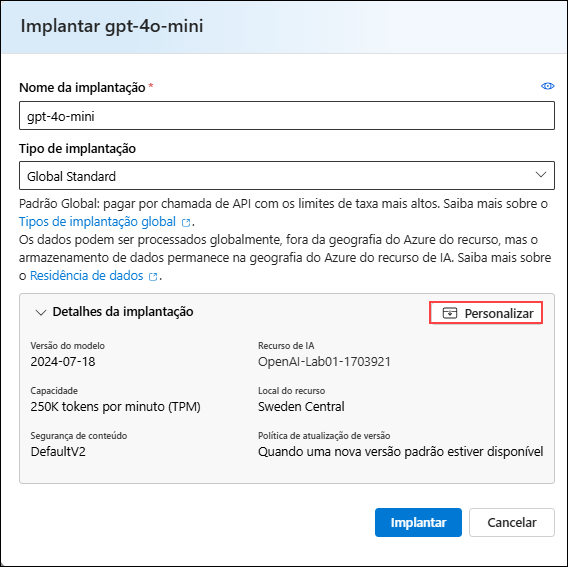 Implantar gpt-4o-mini
Nome da implantação *
gpt-4o-mini
Tipo de implantação
Global Standard
Padrão Global: pagar por chamada de API com os limites de taxa mais altos. Saiba mais sobre o
Tipos de implantação global.
Os dados podem ser processados globalmente, fora da geografia do Azure do recurso, mas o
armazenamento de dados permanece na geografia do Azure do recurso de IA. Saiba mais sobre
o Residência de dados.
Detalhes da implantação
Personalizar
Versão do modelo
2024-07-18
Recurso de IA
OpenAI-Lab01-1703921
Capacidade
250K tokens por minuto (TPM)
Local do recurso
Sweden Central
Segurança de conteúdo
DefaultV2
Política de atualização de versão
Quando uma nova versão padrão estiver disponível
Implantar
Cancelar